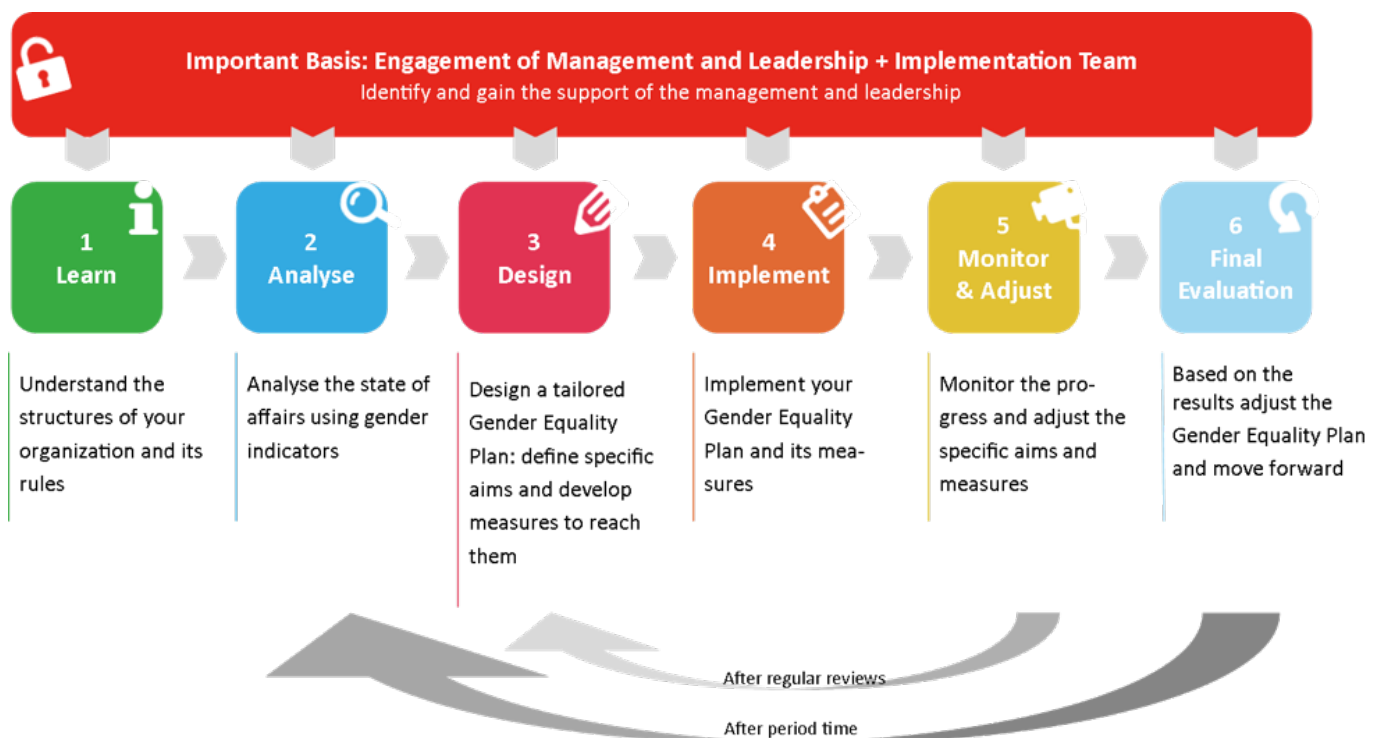 Important Basis: Engagement of Management and Leadership + Implementation Team
Identify and gain the support of the management and leadership
1
Learn
2
Analyse
3
Design
4
Implement
5
Monitor
& Adjust
6
Final
Evaluation
Understand the
structures of your
organization and its
rules
Analyse the state of
affairs using gender
indicators
Design a tailored
Gender Equality
Plan: define specific
aims and develop
measures to reach
them
Implement your
Gender Equality
Plan and its mea-
sures
Monitor the pro-
gress and adjust the
specific aims and
measures
Based on the
results adjust the
Gender Equality Plan
and move forward
After regular reviews
After period time